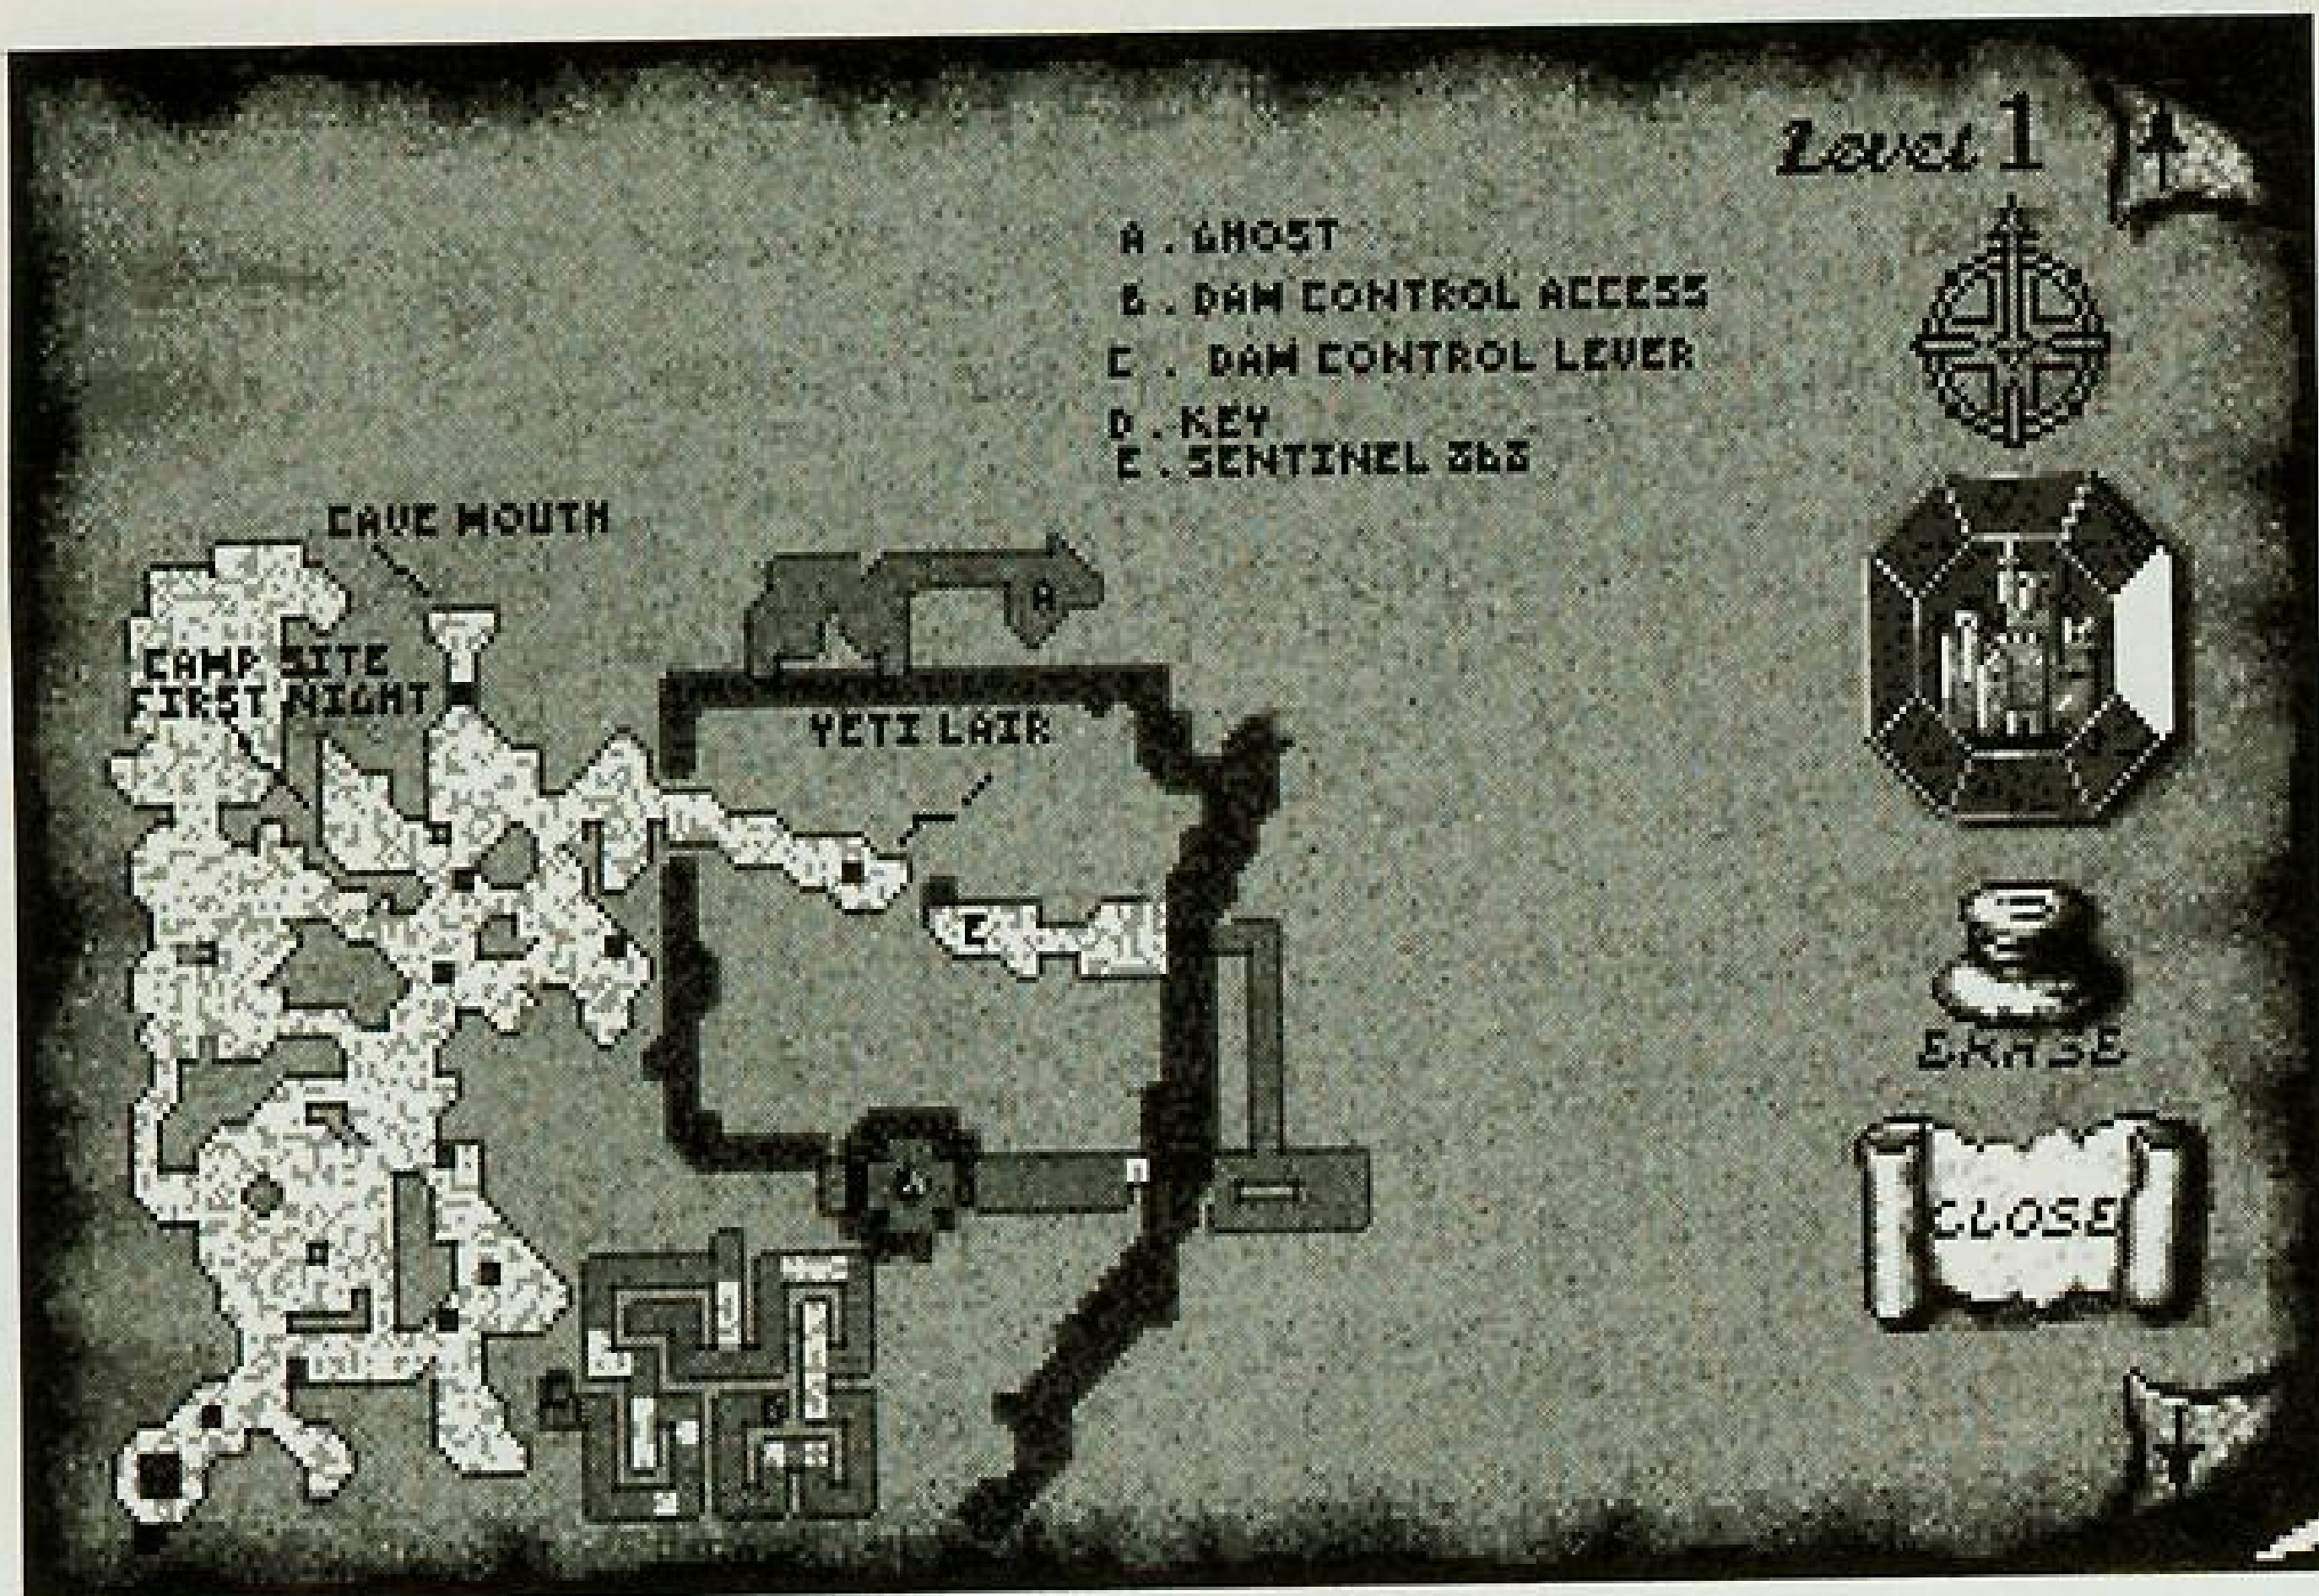 Level 1
A . GHOST
B . DAM CONTROL ACCESS
C . DAM CONTROL LEVER
D . KEY
E . SENTINEL 868
CAVE MOUTH
A
CAMP SITE
FIRST NIGHT
YETI LAIR
E
ERASE
CLOSE